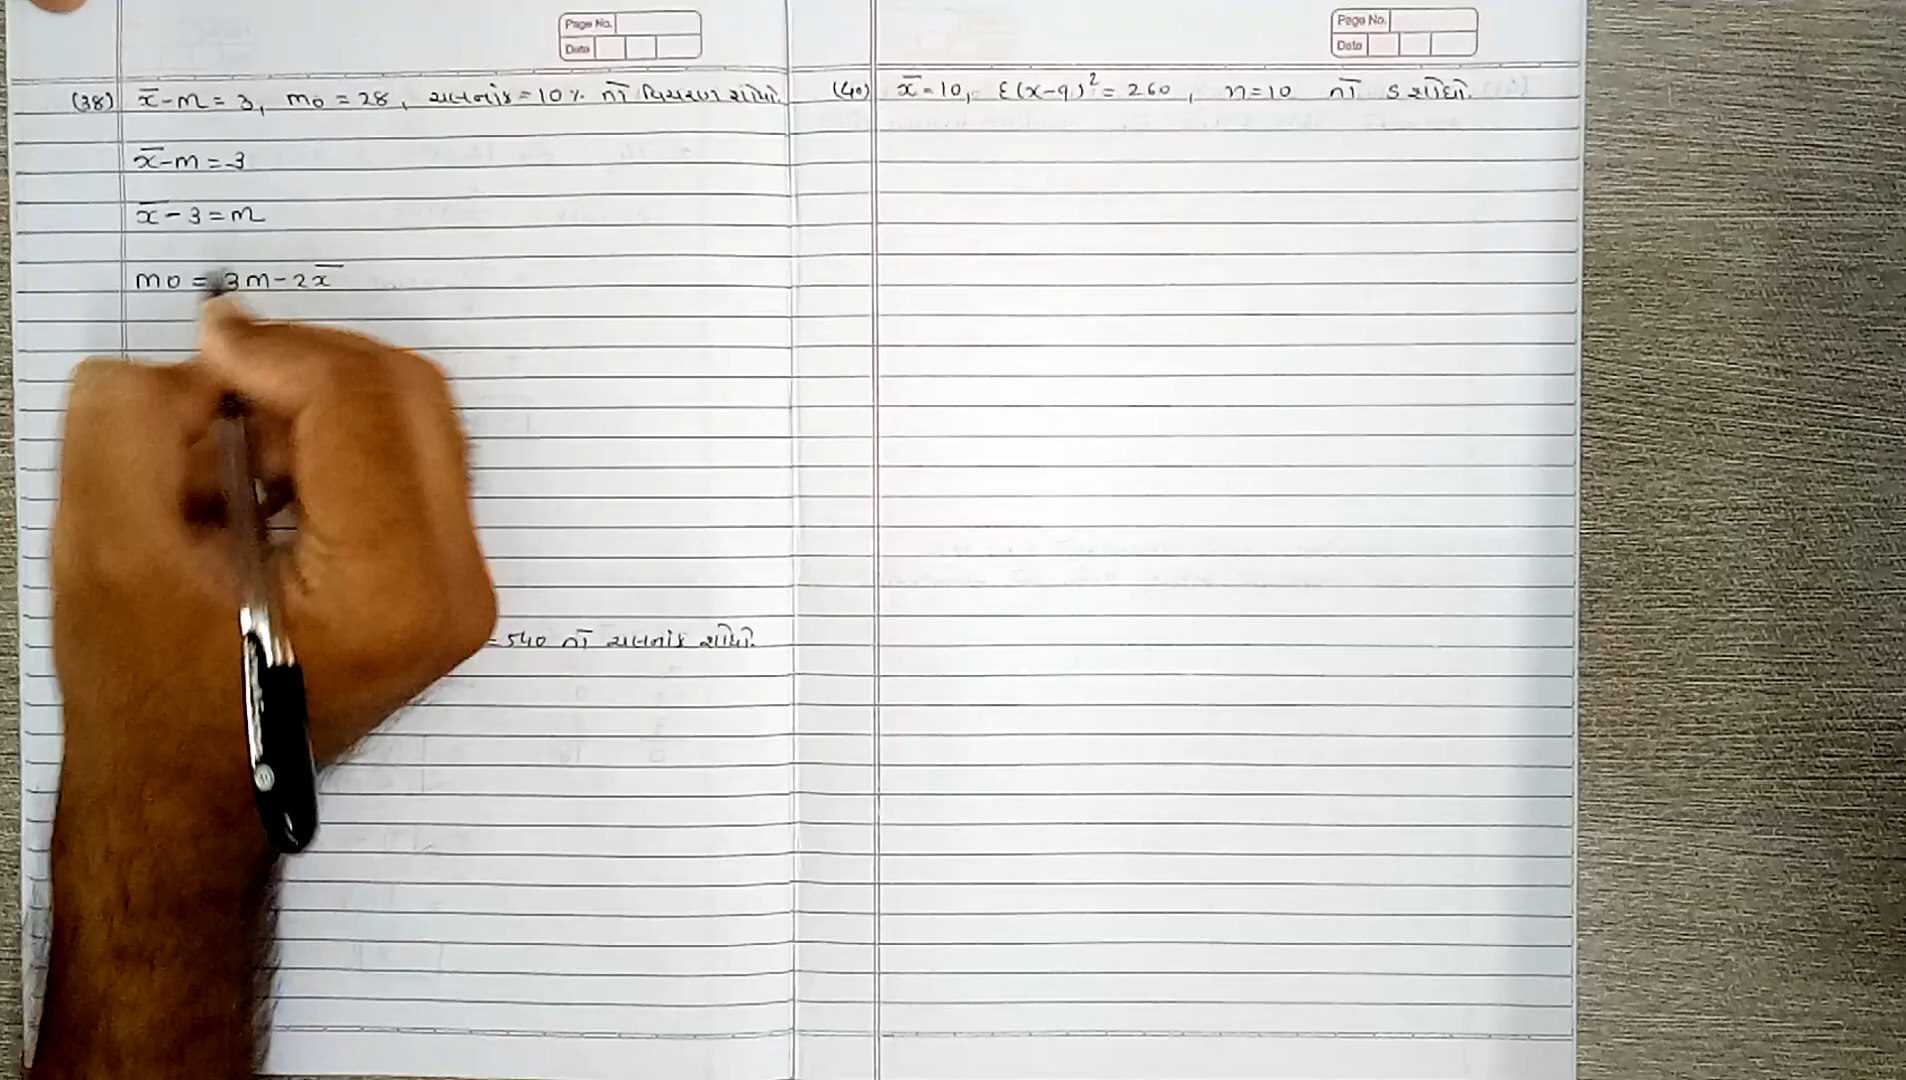 Page No.
Date
(38) x̄-m = 3, mo = 28, ચલનાંક = 10% તો વિચરણ શોધો.
x̄-m = 3
x̄ - 3 = m
mo = 3m - 2x̄
= 540 તો ચલનાંક શોધો.
Page No.
Date
(40) x̄ = 10, Σ(x-9)² = 260, n = 10 તો S શોધો.